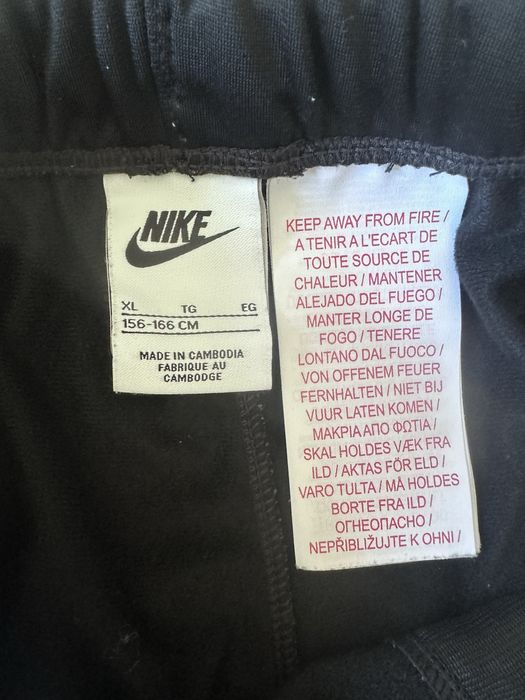 NIKE
XL TG EG
156-166 CM
MADE IN CAMBODIA
FABRIQUE AU
CAMBODGE
KEEP AWAY FROM FIRE /
A TENIR A L'ECART DE
TOUTE SOURCE DE
CHALEUR / MANTENER
ALEJADO DEL FUEGO /
MANTER LONGE DE
FOGO / TENERE
LONTANO DAL FUOCO /
VON OFFENEM FEUER
FERNHALTEN / NIET BIJ
VUUR LATEN KOMEN /
ΜΑΚΡΙΑ ΑΠΟ ΦΩΤΙΑ /
SKAL HOLDES VÆK FRA
ILD / AKTAS FÖR ELD /
VARO TULTA / MÅ HOLDES
BORTE FRA ILD /
ОГНЕОПАСНО /
NEPŘIBLIŽUJTE K OHNI /